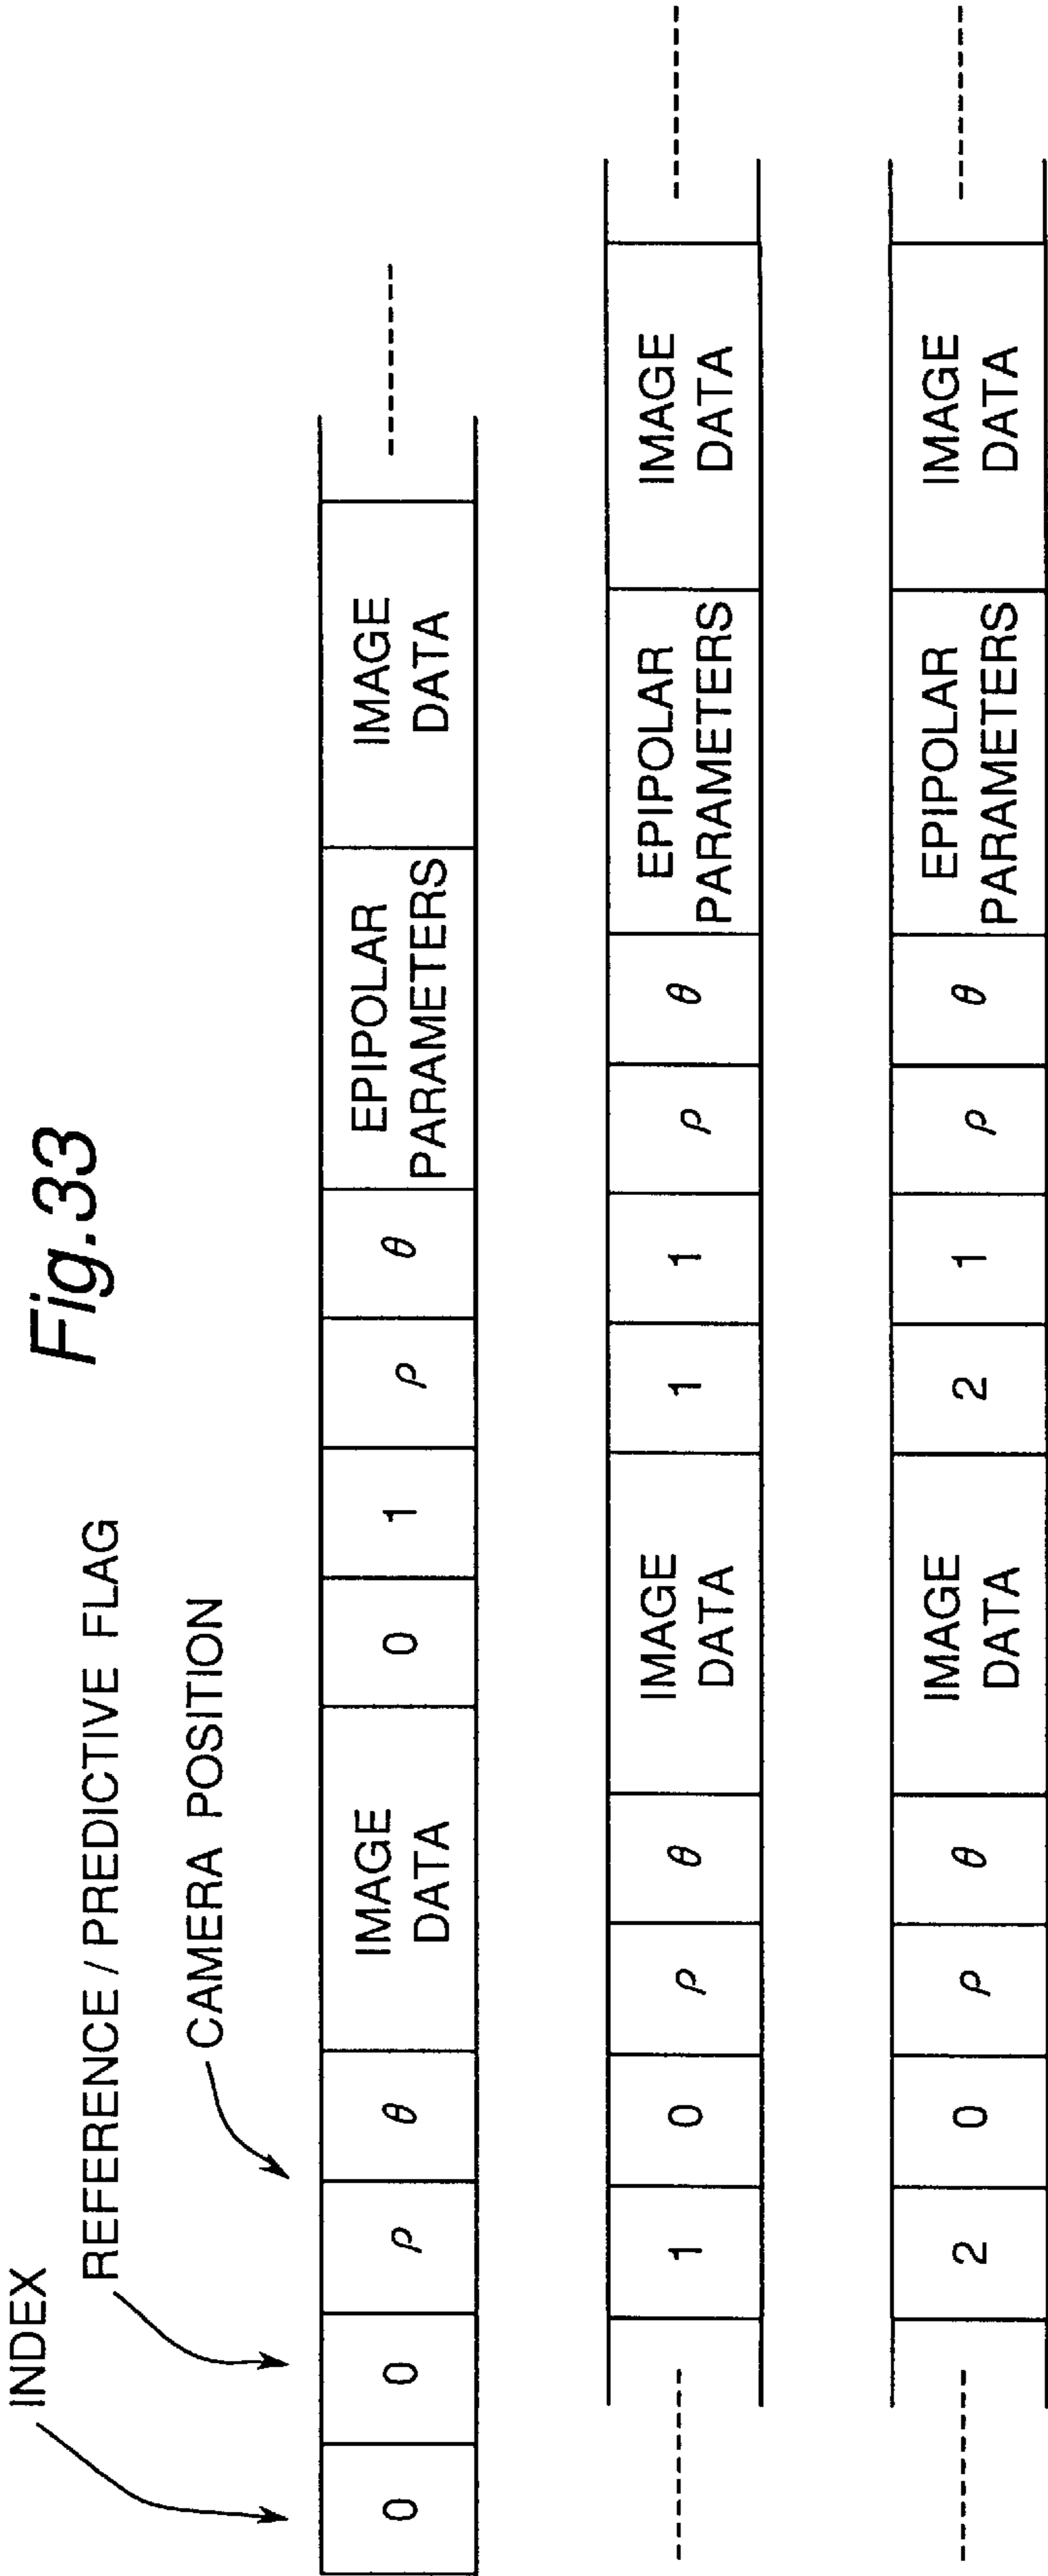 Fig.33
INDEX
REFERENCE / PREDICTIVE FLAG
CAMERA POSITION
0 0 ρ θ IMAGE DATA 0 1 ρ θ EPIPOLAR PARAMETERS IMAGE DATA
1 0 ρ θ IMAGE DATA 1 1 ρ θ EPIPOLAR PARAMETERS IMAGE DATA
2 0 ρ θ IMAGE DATA 2 1 ρ θ EPIPOLAR PARAMETERS IMAGE DATA